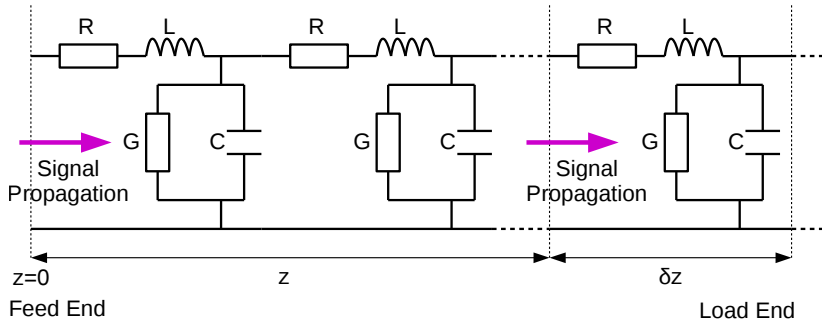 R L R L R L
G C G C G C
Signal
Propagation
Signal
Propagation
z=0 z δz
Feed End
Load End